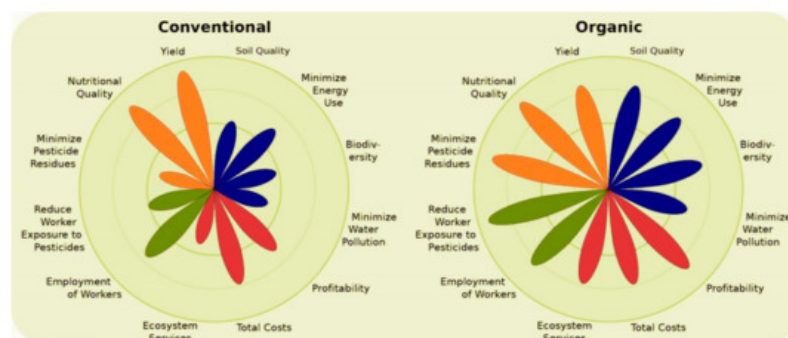 Conventional
Yield
Soil Quality
Nutritional
Quality
Minimize
Energy
Use
Minimize
Pesticide
Residues
Biodiv-
ersity
Reduce
Worker
Exposure to
Pesticides
Minimize
Water
Pollution
Employment
of Workers
Profitability
Ecosystem
Services
Total Costs
Organic
Yield
Soil Quality
Nutritional
Quality
Minimize
Energy
Use
Minimize
Pesticide
Residues
Biodiv-
ersity
Reduce
Worker
Exposure to
Pesticides
Minimize
Water
Pollution
Employment
of Workers
Profitability
Ecosystem
Services
Total Costs